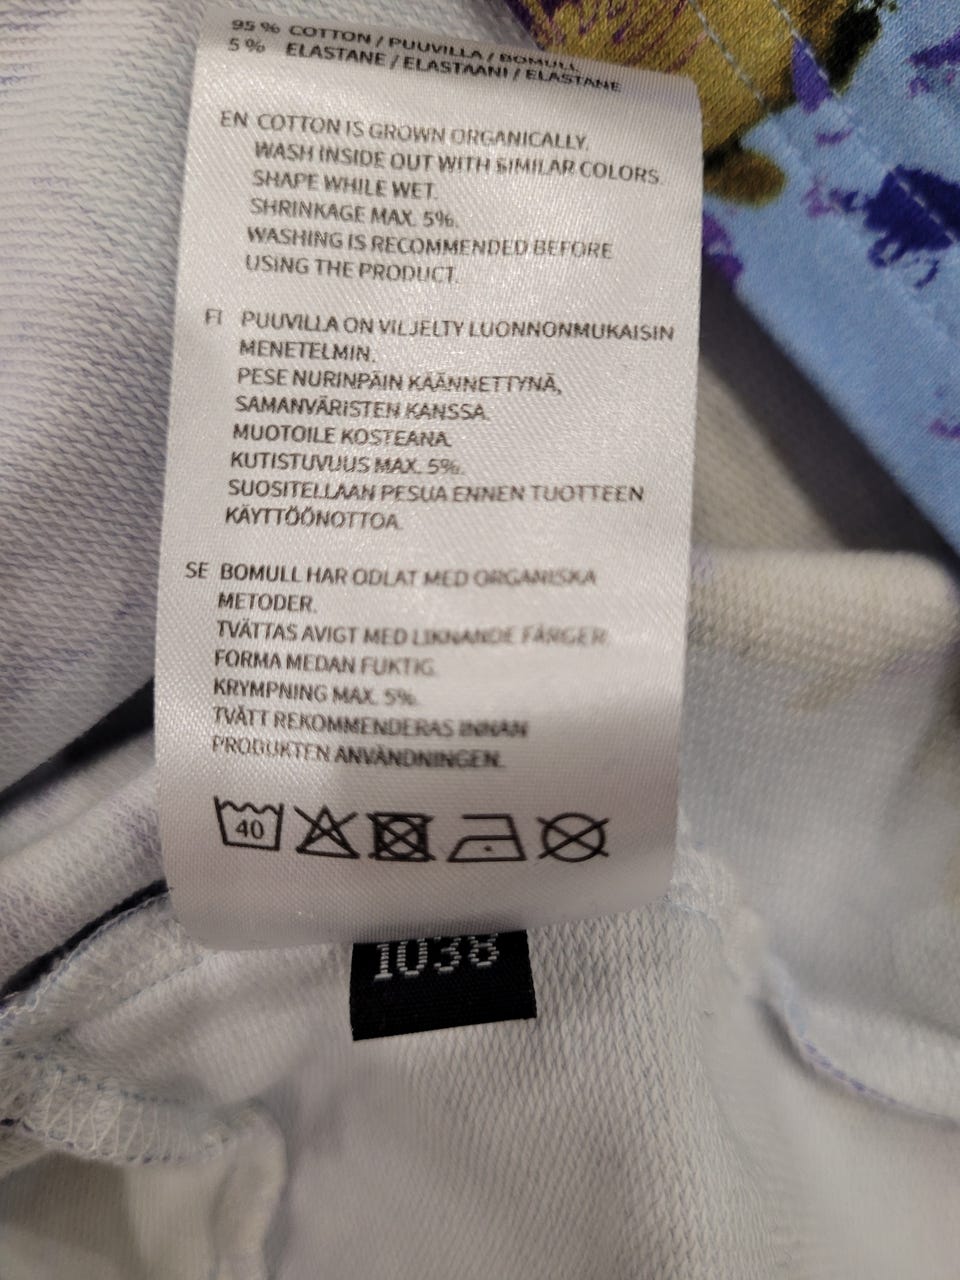 95 % COTTON / PUUVILLA / BOMULL
5 % ELASTANE / ELASTAANI / ELASTANE
EN COTTON IS GROWN ORGANICALLY.
WASH INSIDE OUT WITH SIMILAR COLORS.
SHAPE WHILE WET.
SHRINKAGE MAX. 5%.
WASHING IS RECOMMENDED BEFORE
USING THE PRODUCT.
FI PUUVILLA ON VILJELTY LUONNONMUKAISIN
MENETELMIN.
PESE NURINPÄIN KÄÄNNETTYNÄ,
SAMANVÄRISTEN KANSSA.
MUOTOILE KOSTEANA.
KUTISTUVUUS MAX. 5%.
SUOSITELLAAN PESUA ENNEN TUOTTEEN
KÄYTTÖÖNOTTOA.
SE BOMULL HAR ODLAT MED ORGANISKA
METODER.
TVÄTTAS AVIGT MED LIKNANDE FÄRGER.
FORMA MEDAN FUKTIG.
KRYMPNING MAX. 5%.
TVÄTT REKOMMENDERAS INNAN
PRODUKTEN ANVÄNDNINGEN.
40
1038